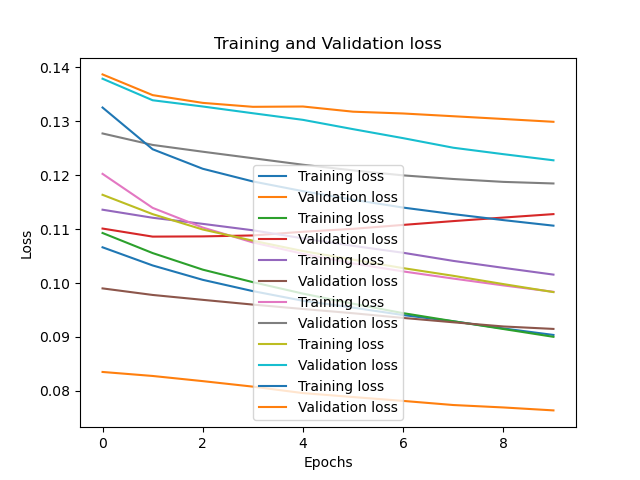 Training and Validation loss
0.14
0.13
0.12
0.11
0.10
0.09
0.08
Loss
Training loss
Validation loss
Training loss
Validation loss
Training loss
Validation loss
Training loss
Validation loss
Training loss
Validation loss
Training loss
Validation loss
0 2 4 6 8
Epochs